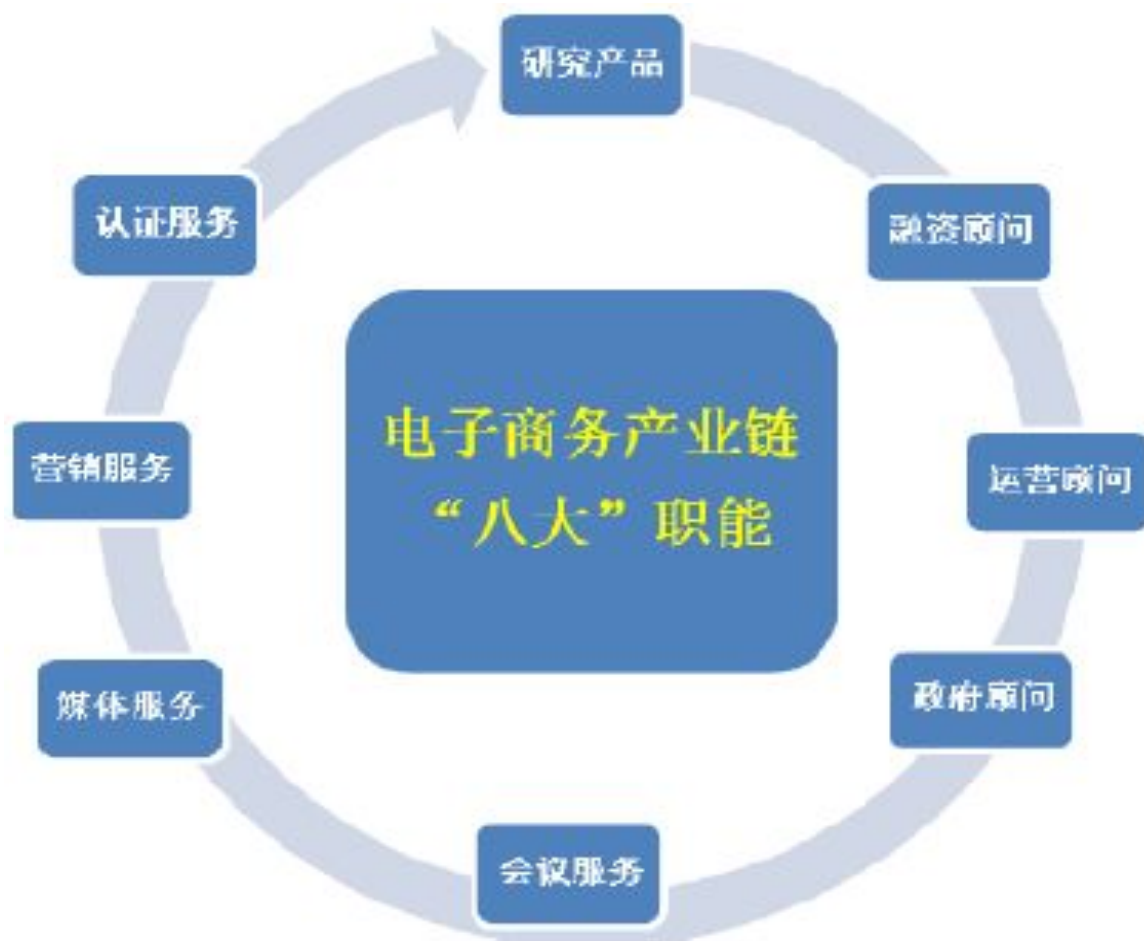 研究产品
融资顾问
运营顾问
政府顾问
会议服务
媒体服务
营销服务
认证服务
电子商务产业链
“八大”职能